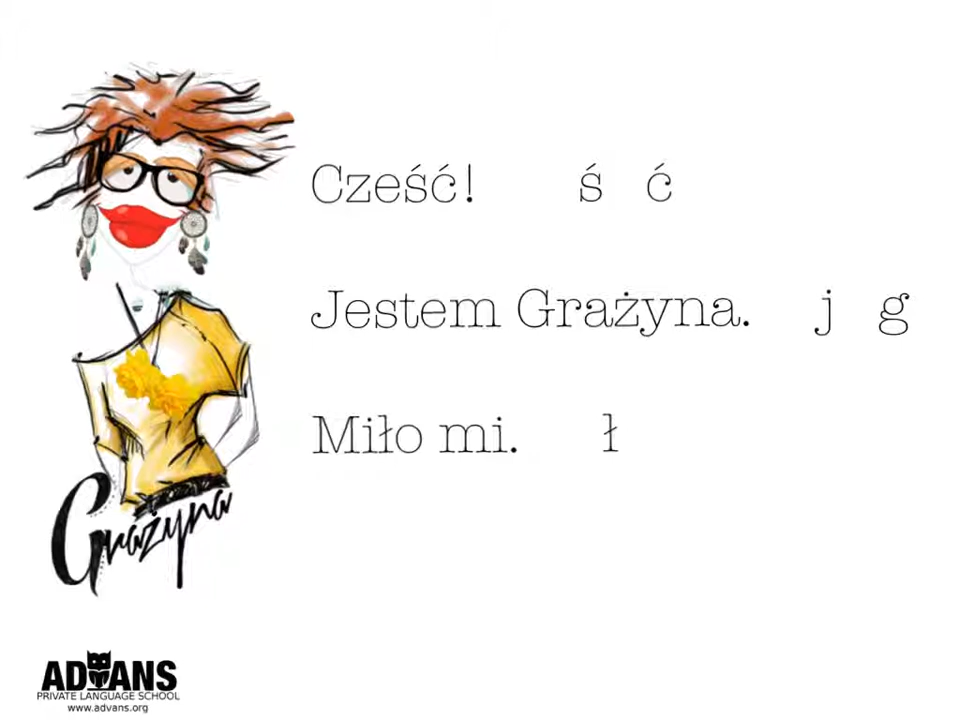 Cześć! ś ć
Jestem Grażyna. j g
Miło mi. ł
Grażyna
ADVANS
PRIVATE LANGUAGE SCHOOL
www.advans.org